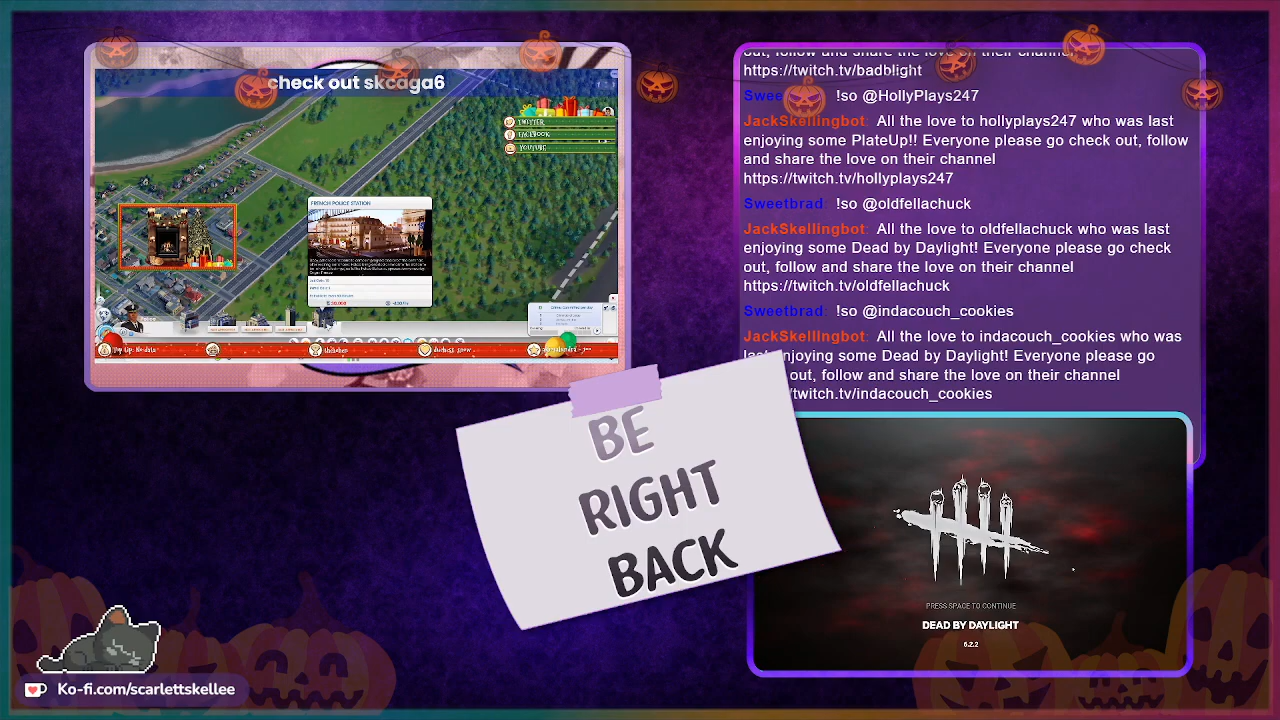 check out skcaga6
TWITTER
FACEBOOK
YOUTUBE
FRENCH POLICE STATION
BE
RIGHT
BACK
out, follow and share the love on their channel
https://twitch.tv/badblight
Swee !so @HollyPlays247
JackSkellingbot: All the love to hollyplays247 who was last
enjoying some PlateUp!! Everyone please go check out, follow
and share the love on their channel
https://twitch.tv/hollyplays247
Sweetbrad: !so @oldfellachuck
JackSkellingbot: All the love to oldfellachuck who was last
enjoying some Dead by Daylight! Everyone please go check
out, follow and share the love on their channel
https://twitch.tv/oldfellachuck
Sweetbrad: !so @indacouch_cookies
JackSkellingbot: All the love to indacouch_cookies who was
last enjoying some Dead by Daylight! Everyone please go
out, follow and share the love on their channel
/twitch.tv/indacouch_cookies
PRESS SPACE TO CONTINUE
DEAD BY DAYLIGHT
6.2.2
Ko-fi.com/scarlettskellee